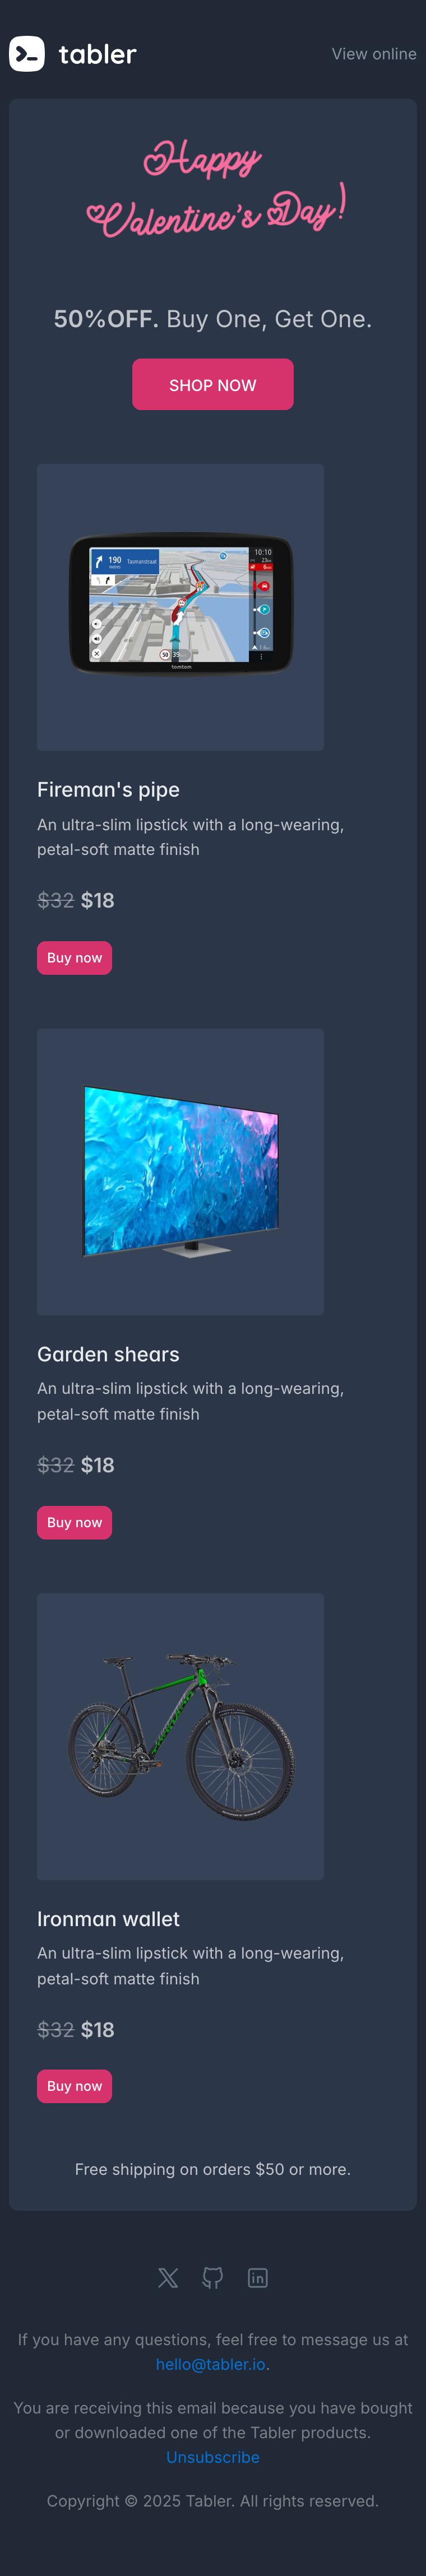 tabler
View online
Happy
Valentine's Day!
50%OFF. Buy One, Get One.
SHOP NOW
190
metres
Tasmanstraat
10:10
50
tomtom
Fireman's pipe
An ultra-slim lipstick with a long-wearing,
petal-soft matte finish
$32 $18
Buy now
Garden shears
An ultra-slim lipstick with a long-wearing,
petal-soft matte finish
$32 $18
Buy now
Ironman wallet
An ultra-slim lipstick with a long-wearing,
petal-soft matte finish
$32 $18
Buy now
Free shipping on orders $50 or more.
If you have any questions, feel free to message us at
hello@tabler.io.
You are receiving this email because you have bought
or downloaded one of the Tabler products.
Unsubscribe
Copyright © 2025 Tabler. All rights reserved.